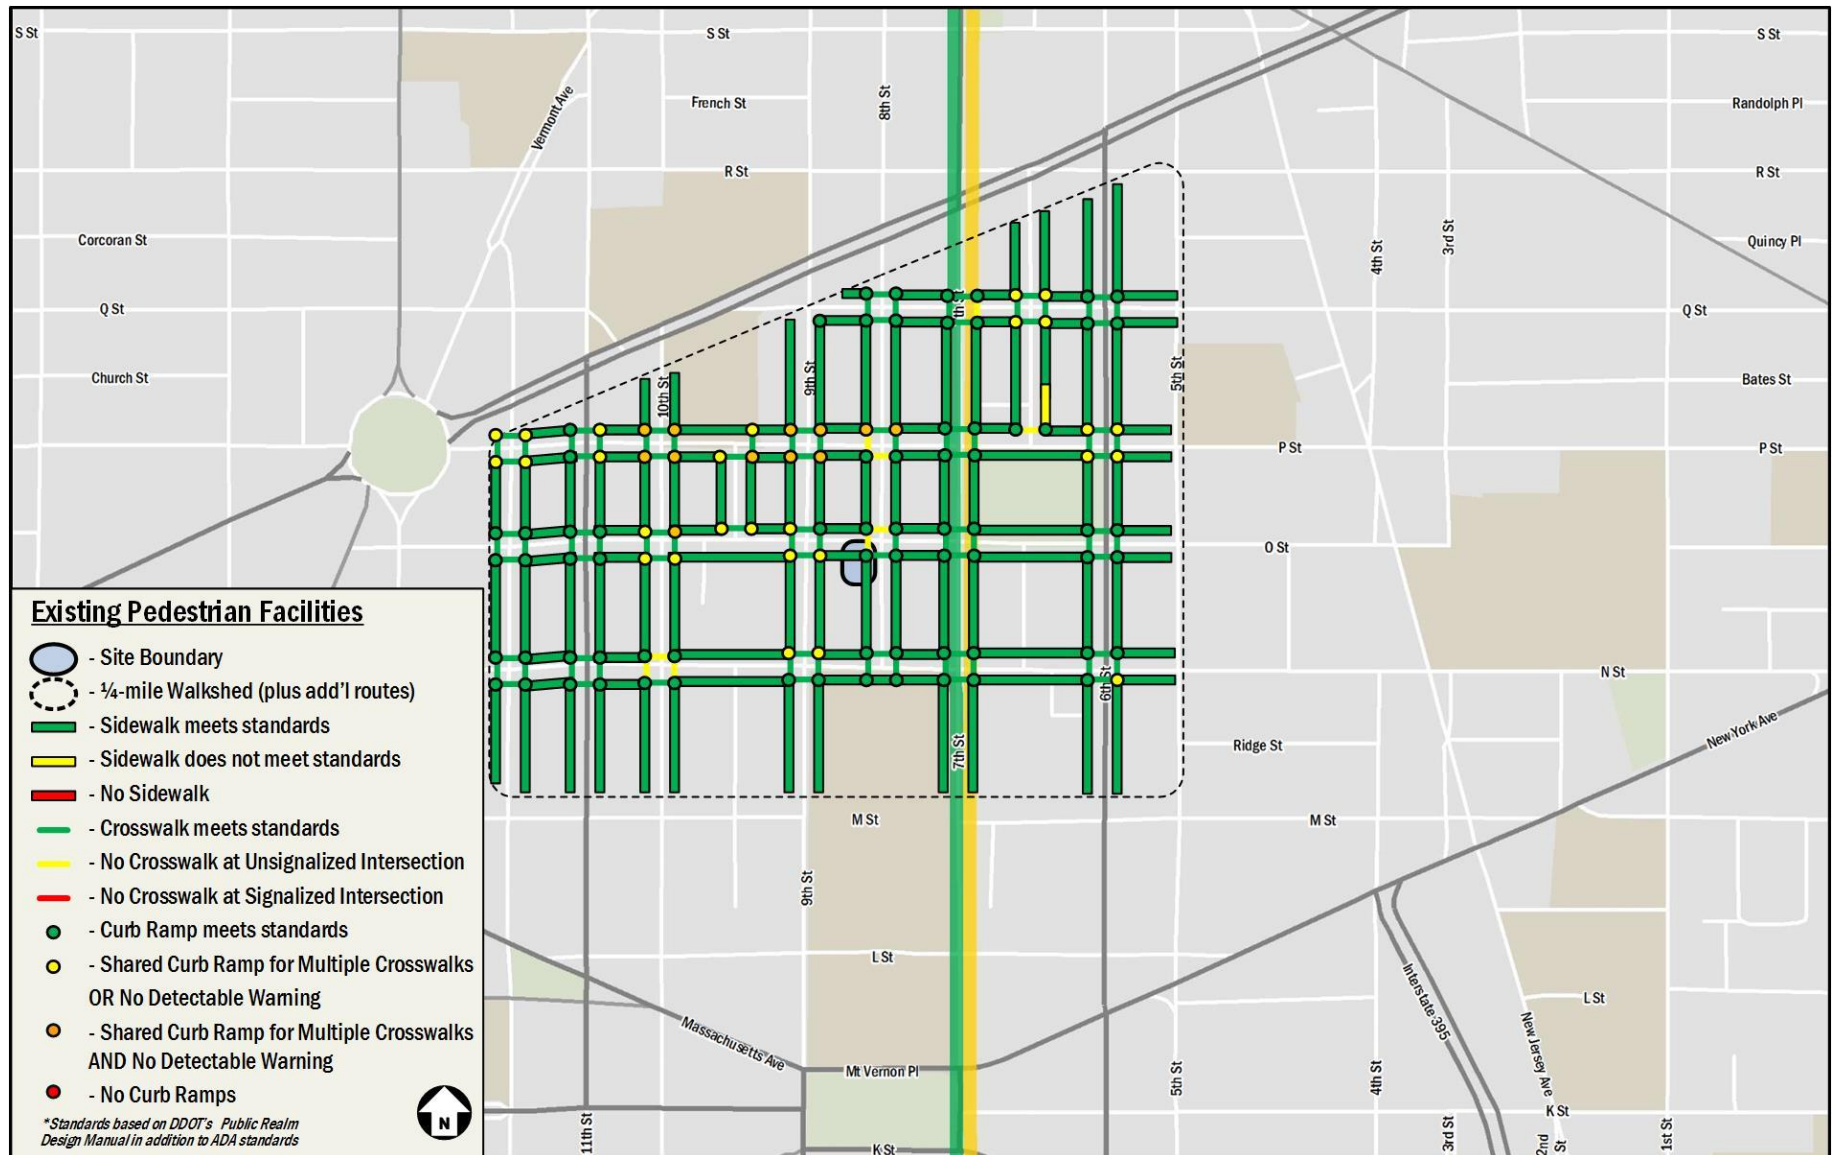 S St
S St
S St
French St
8th St
Randolph Pl
Vermont Ave
R St
R St
Corcoran St
4th St
3rd St
Quincy Pl
Q St
th St
Q St
Church St
10th St
9th St
5th St
Bates St
P St
P St
O St
N St
6th St
7th St
Ridge St
New York Ave
M St
M St
9th St
L St
L St
Massachusetts Ave
Interstate 395
New Jersey Ave
Mt Vernon Pl
5th St
4th St
K St
11th St
K St
3rd St
2nd
St
1st St
Existing Pedestrian Facilities
- Site Boundary
- ¼-mile Walkshed (plus add'l routes)
- Sidewalk meets standards
- Sidewalk does not meet standards
- No Sidewalk
- Crosswalk meets standards
- No Crosswalk at Unsignalized Intersection
- No Crosswalk at Signalized Intersection
- Curb Ramp meets standards
- Shared Curb Ramp for Multiple Crosswalks
OR No Detectable Warning
- Shared Curb Ramp for Multiple Crosswalks
AND No Detectable Warning
- No Curb Ramps
*Standards based on DDOT's Public Realm
Design Manual in addition to ADA standards
N